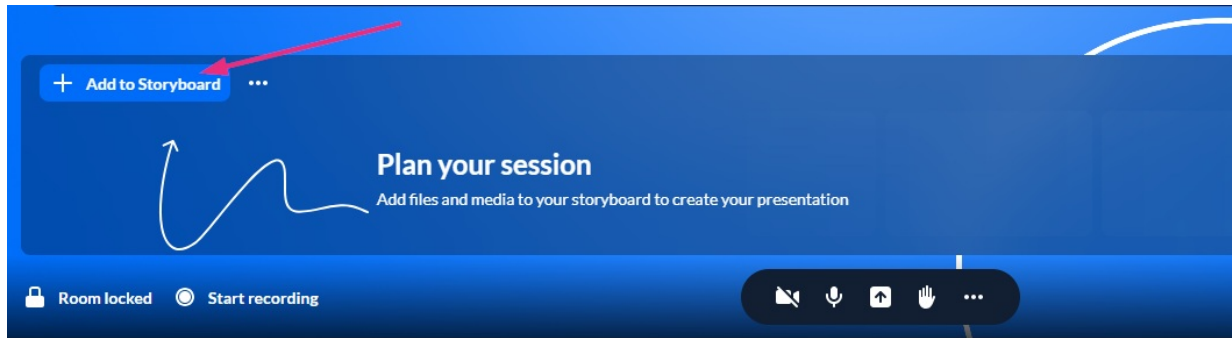 Add to Storyboard
Plan your session
Add files and media to your storyboard to create your presentation
Room locked
Start recording